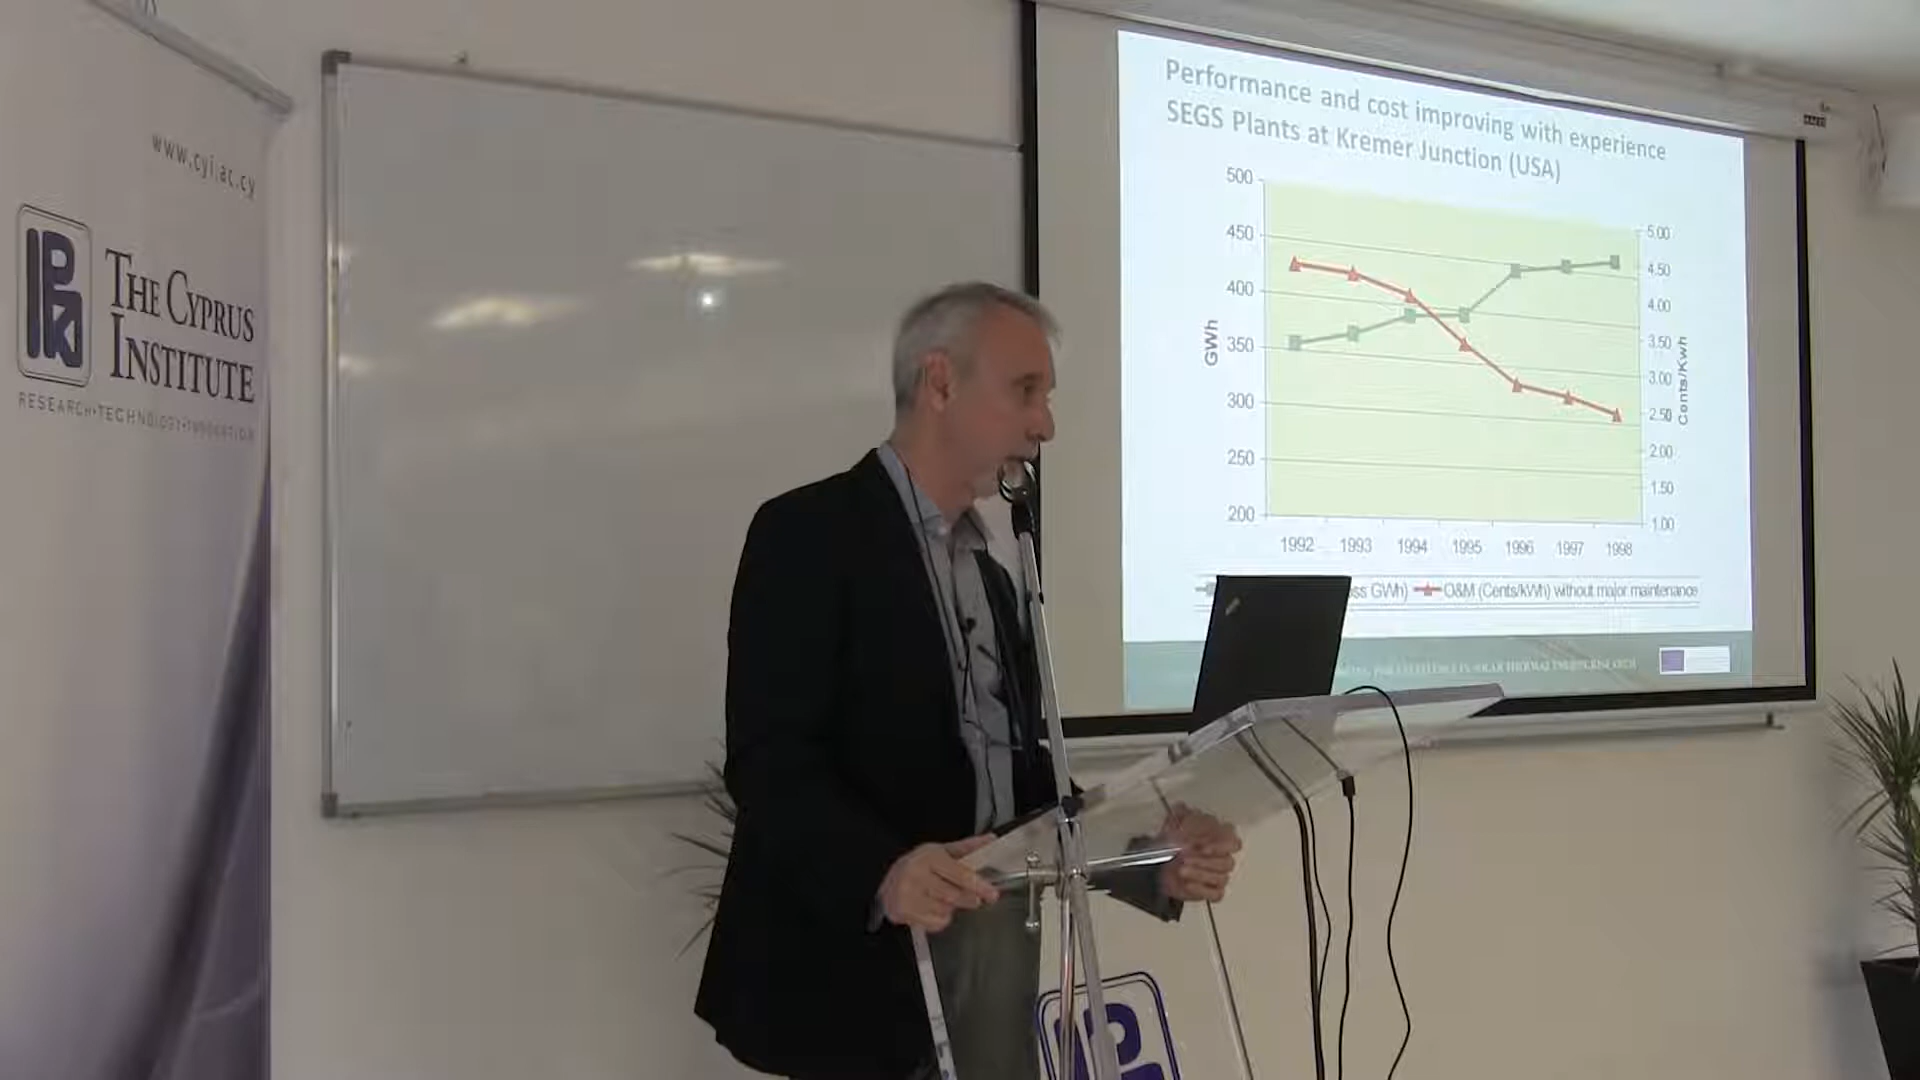 www.cyi.ac.cy
THE CYPRUS
INSTITUTE
RESEARCH•TECHNOLOGY•INNOVATION
Performance and cost improving with experience
SEGS Plants at Kremer Junction (USA)
500
450
400
350
300
250
200
GWh
5.00
4.50
4.00
3.50
3.00
2.50
2.00
1.50
1.00
Cents/Kwh
1992 1993 1994 1995 1996 1997 1998
ss GWh) O&M (Cents/kWh) without major maintenance